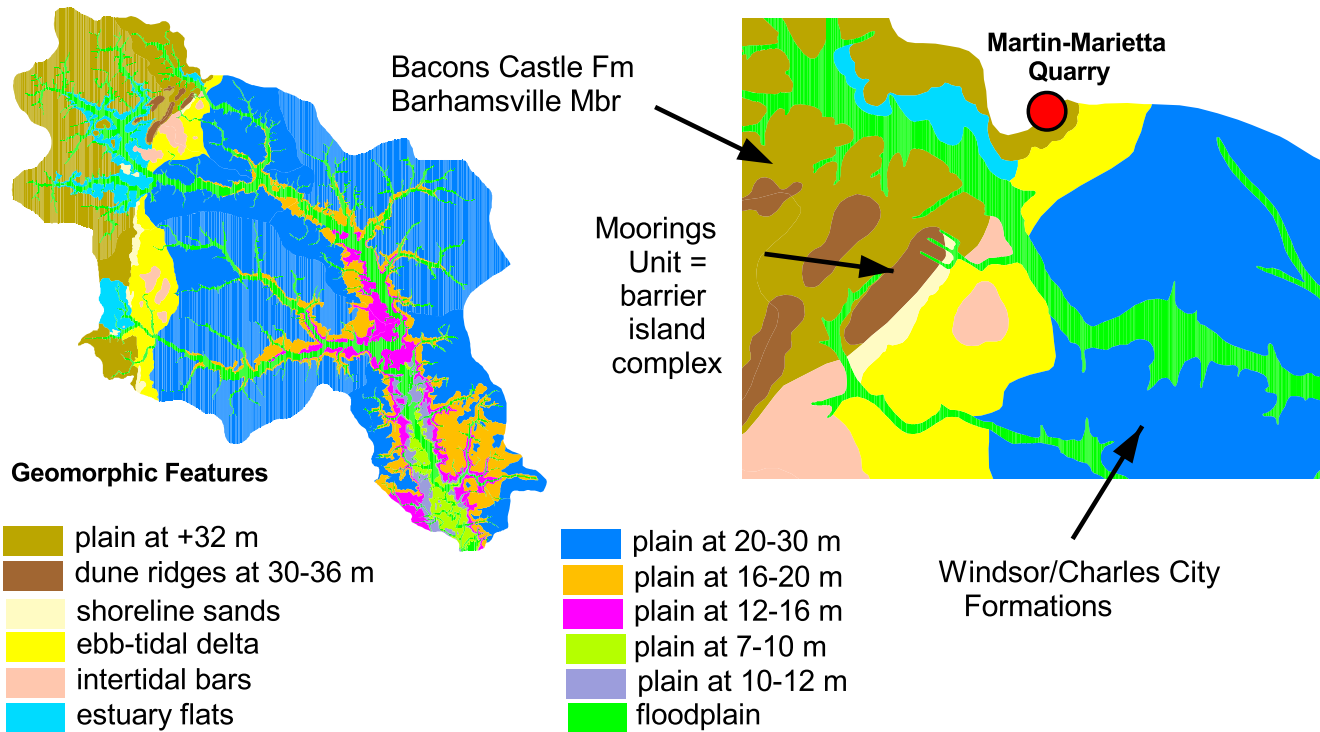 Bacons Castle Fm
Barhamsville Mbr
Martin-Marietta
Quarry
Moorings
Unit =
barrier
island
complex
Geomorphic Features
plain at +32 m
dune ridges at 30-36 m
shoreline sands
ebb-tidal delta
intertidal bars
estuary flats
plain at 20-30 m
plain at 16-20 m
plain at 12-16 m
plain at 7-10 m
plain at 10-12 m
floodplain
Windsor/Charles City
Formations